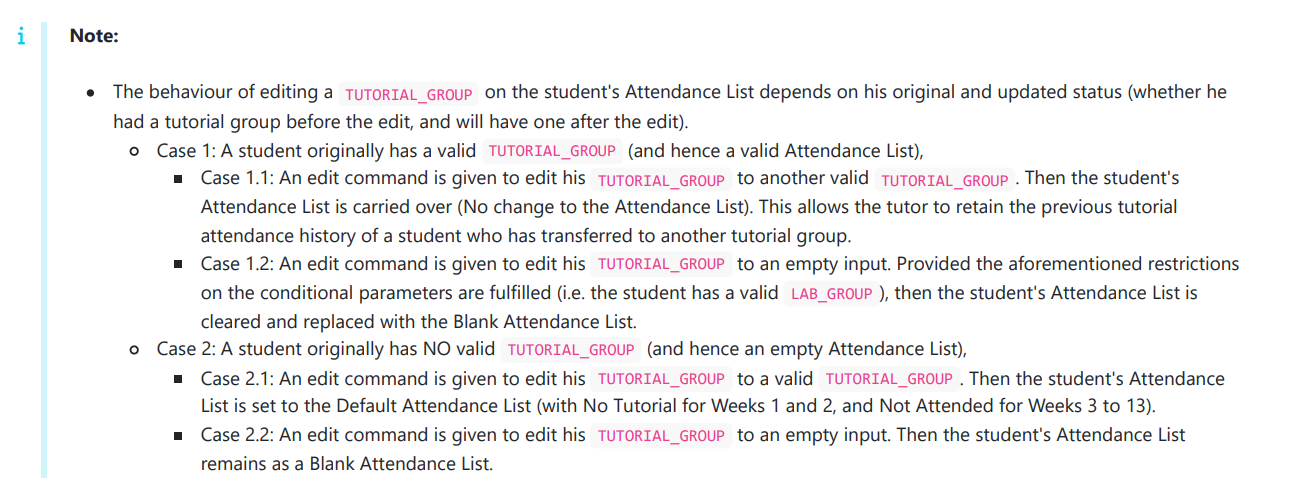 i Note:
• The behaviour of editing a TUTORIAL_GROUP on the student's Attendance List depends on his original and updated status (whether he
had a tutorial group before the edit, and will have one after the edit).
○ Case 1: A student originally has a valid TUTORIAL_GROUP (and hence a valid Attendance List),
▪ Case 1.1: An edit command is given to edit his TUTORIAL_GROUP to another valid TUTORIAL_GROUP. Then the student's
Attendance List is carried over (No change to the Attendance List). This allows the tutor to retain the previous tutorial
attendance history of a student who has transferred to another tutorial group.
▪ Case 1.2: An edit command is given to edit his TUTORIAL_GROUP to an empty input. Provided the aforementioned restrictions
on the conditional parameters are fulfilled (i.e. the student has a valid LAB_GROUP), then the student's Attendance List is
cleared and replaced with the Blank Attendance List.
○ Case 2: A student originally has NO valid TUTORIAL_GROUP (and hence an empty Attendance List),
▪ Case 2.1: An edit command is given to edit his TUTORIAL_GROUP to a valid TUTORIAL_GROUP. Then the student's Attendance
List is set to the Default Attendance List (with No Tutorial for Weeks 1 and 2, and Not Attended for Weeks 3 to 13).
▪ Case 2.2: An edit command is given to edit his TUTORIAL_GROUP to an empty input. Then the student's Attendance List
remains as a Blank Attendance List.